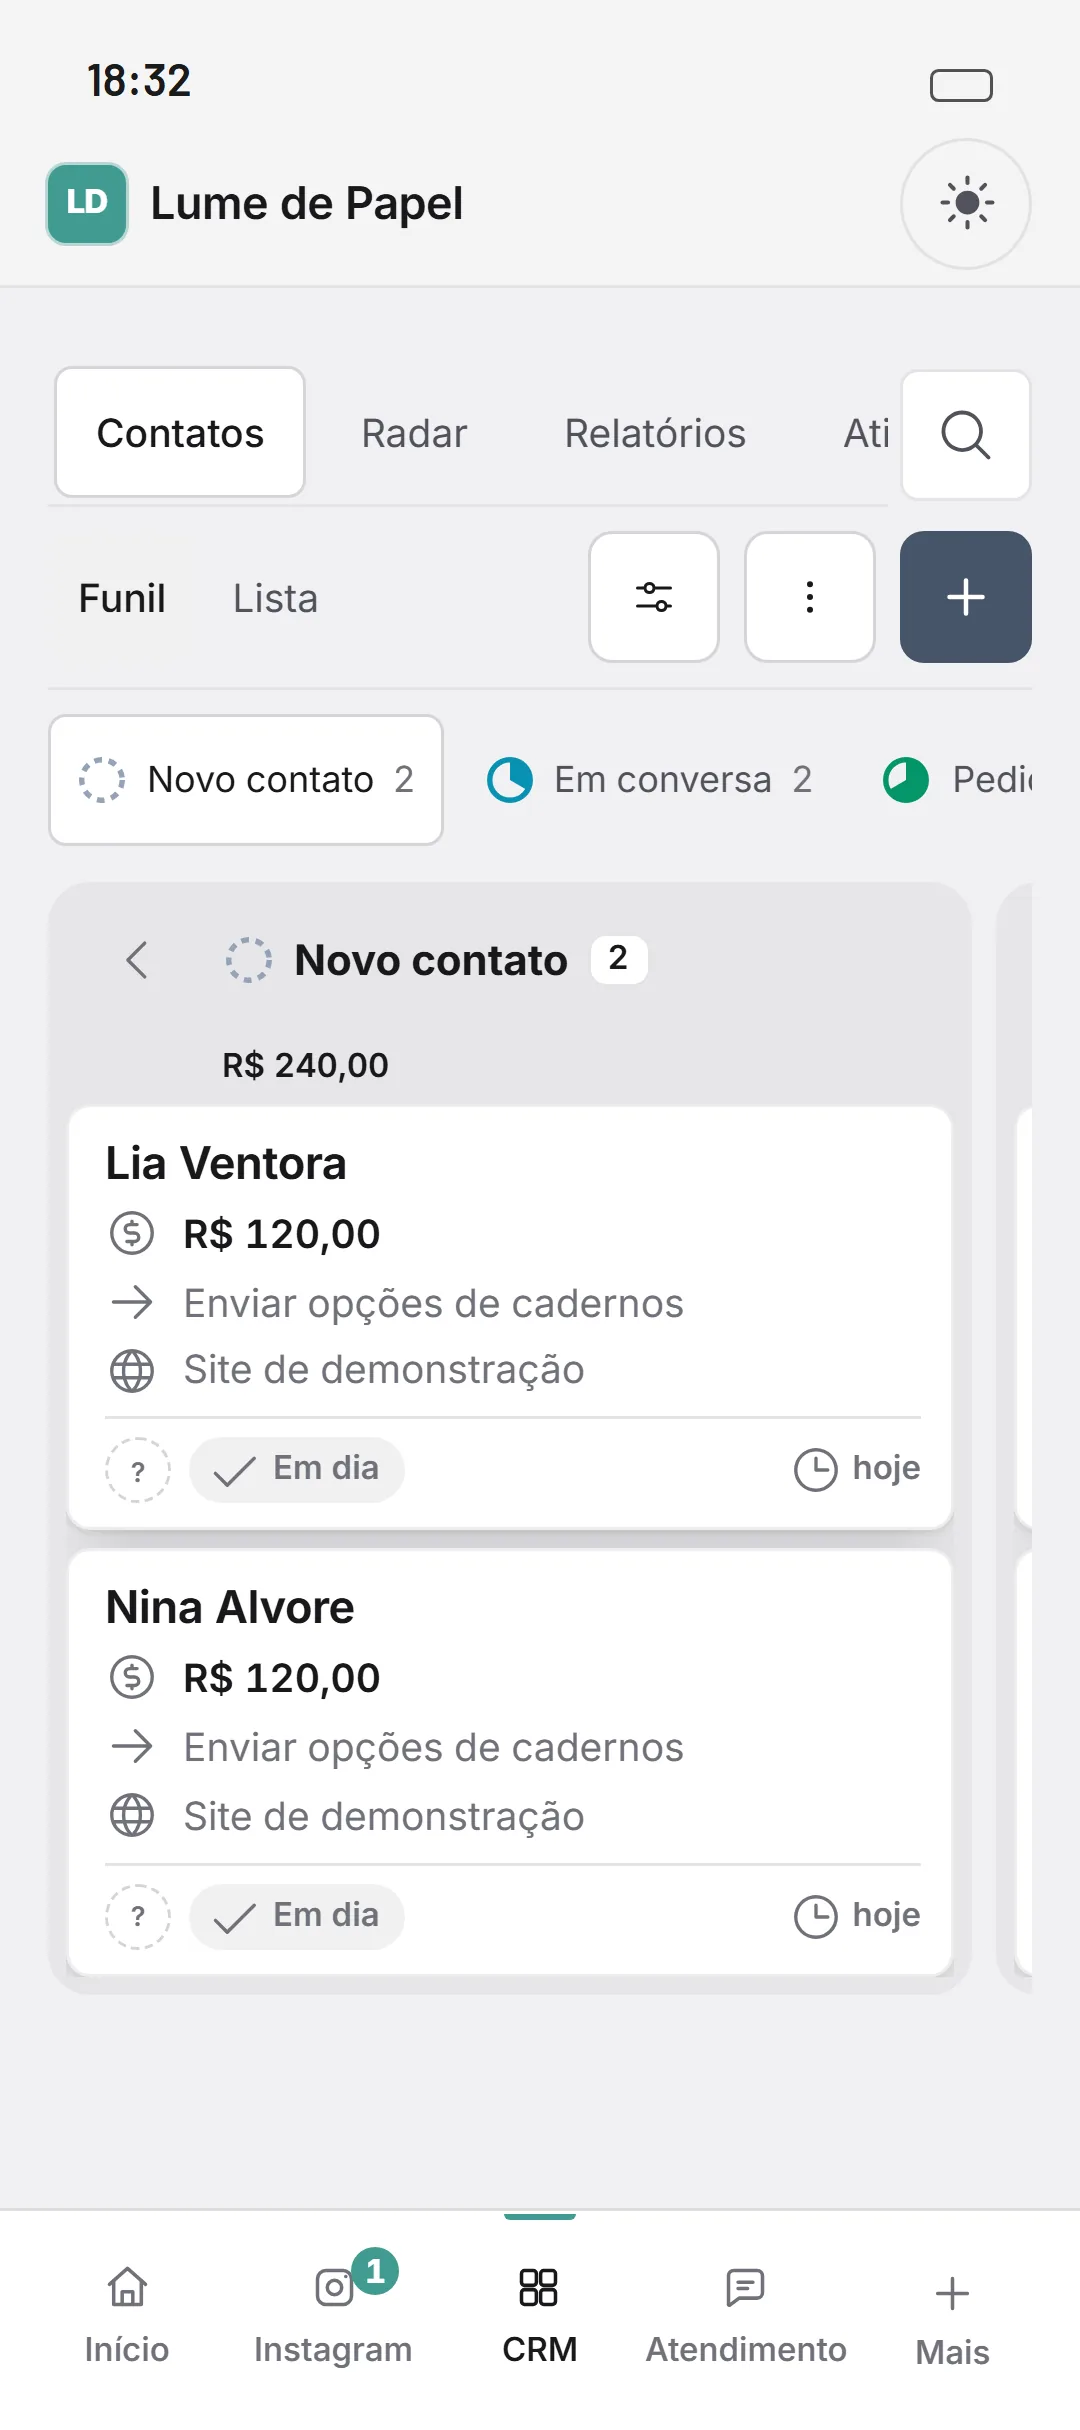 18:32
LD Lume de Papel
Contatos Radar Relatórios Ati
Funil Lista
Novo contato 2 Em conversa 2 Pedi
Novo contato 2
R$ 240,00
Lia Ventora
R$ 120,00
Enviar opções de cadernos
Site de demonstração
? Em dia hoje
Nina Alvore
R$ 120,00
Enviar opções de cadernos
Site de demonstração
? Em dia hoje
1
Início Instagram CRM Atendimento Mais